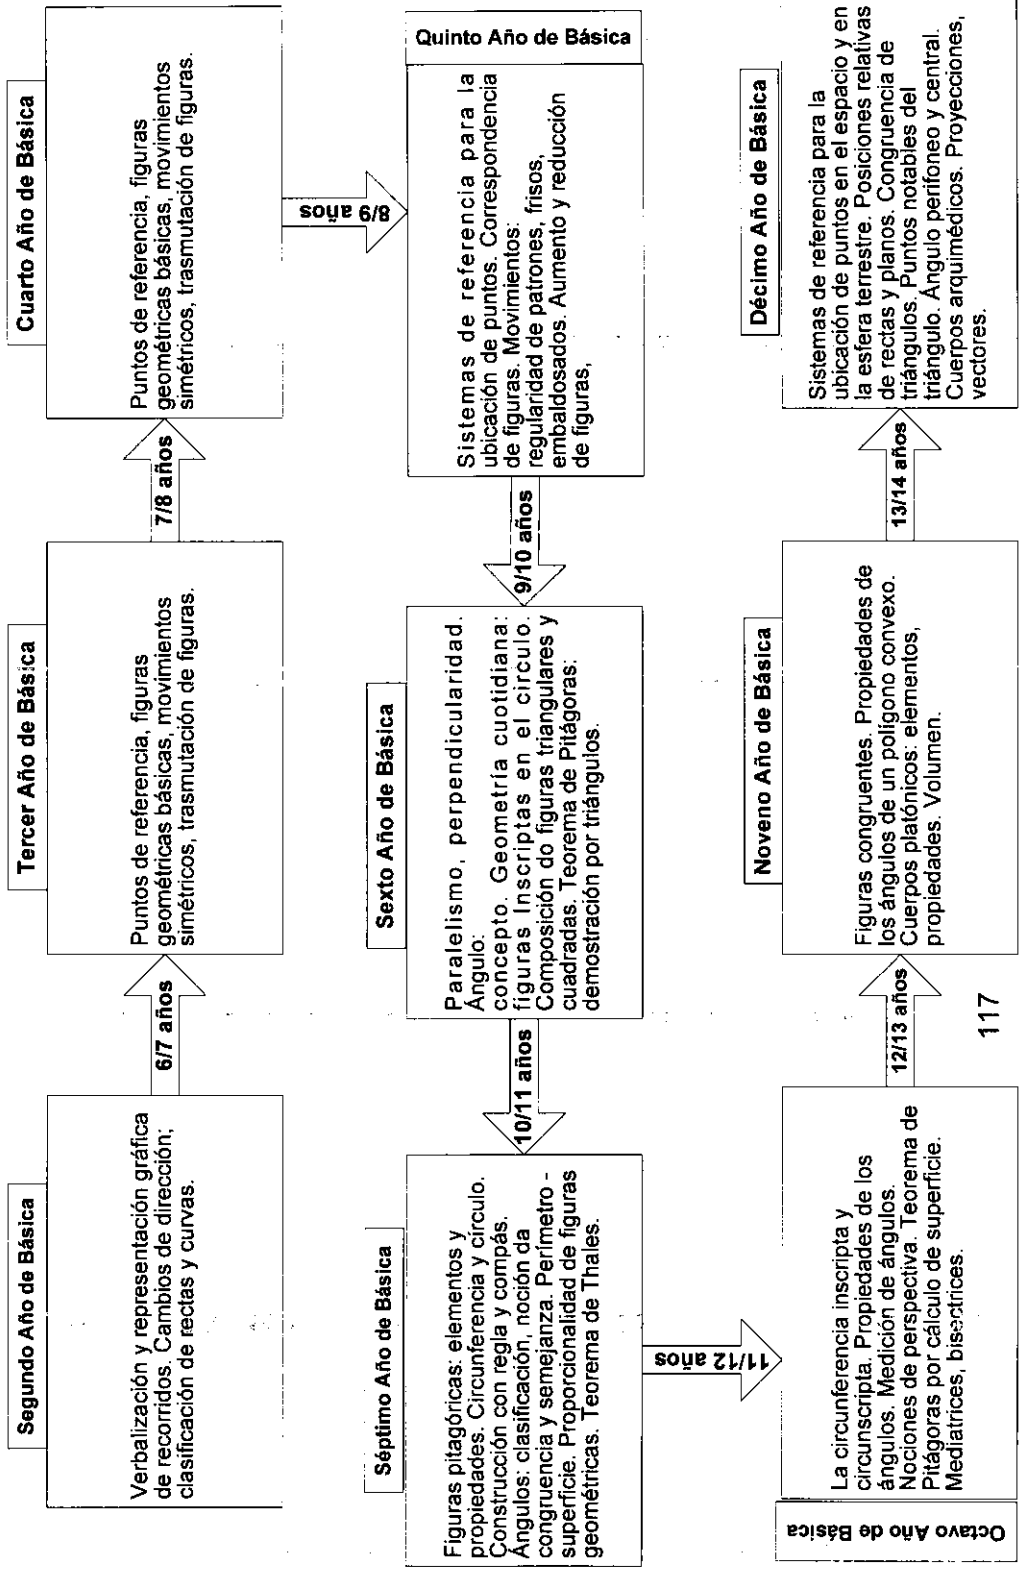 Segundo Año de Básica
Verbalización y representación gráfica
de recorridos. Cambios de dirección;
clasificación de rectas y curvas.
6/7 años
Tercer Año de Básica
Puntos de referencia, figuras
geométricas básicas, movimientos
simétricos, trasmutación de figuras.
7/8 años
Cuarto Año de Básica
Puntos de referencia, figuras
geométricas básicas, movimientos
simétricos, trasmutación de figuras.
8/9 años
Quinto Año de Básica
Sistemas de referencia para la
ubicación de puntos. Correspondencia
de figuras. Movimientos:
regularidad de patrones, frisos,
embaldosados. Aumento y reducción
de figuras,
9/10 años
Sexto Año de Básica
Paralelismo, perpendicularidad.
Ángulo:
concepto. Geometría cuotidiana:
figuras Inscriptas en el circulo.
Composición do figuras triangulares y
cuadradas. Teorema de Pitágoras:
demostración por triángulos.
10/11 años
Séptimo Año de Básica
Figuras pitagóricas: elementos y
propiedades. Circunferencia y círculo.
Construcción con regla y compás.
Ángulos: clasificación, noción da
congruencia y semejanza. Perímetro -
superficie. Proporcionalidad de figuras
geométricas. Teorema de Thales.
11/12 años
Octavo Año de Básica
La circunferencia inscripta y
circunscripta. Propiedades de los
ángulos. Medición de ángulos.
Nociones de perspectiva. Teorema de
Pitágoras por cálculo de superficie.
Mediatrices, bisectrices.
12/13 años
Noveno Año de Básica
Figuras congruentes. Propiedades de
los ángulos de un polígono convexo.
Cuerpos platónicos: elementos,
propiedades. Volumen.
13/14 años
Décimo Año de Básica
Sistemas de referencia para la
ubicación de puntos en el espacio y en
la esfera terrestre. Posiciones relativas
de rectas y planos. Congruencia de
triángulos. Puntos notables del
triángulo. Ángulo perifoneo y central.
Cuerpos arquimédicos. Proyecciones,
vectores.
117